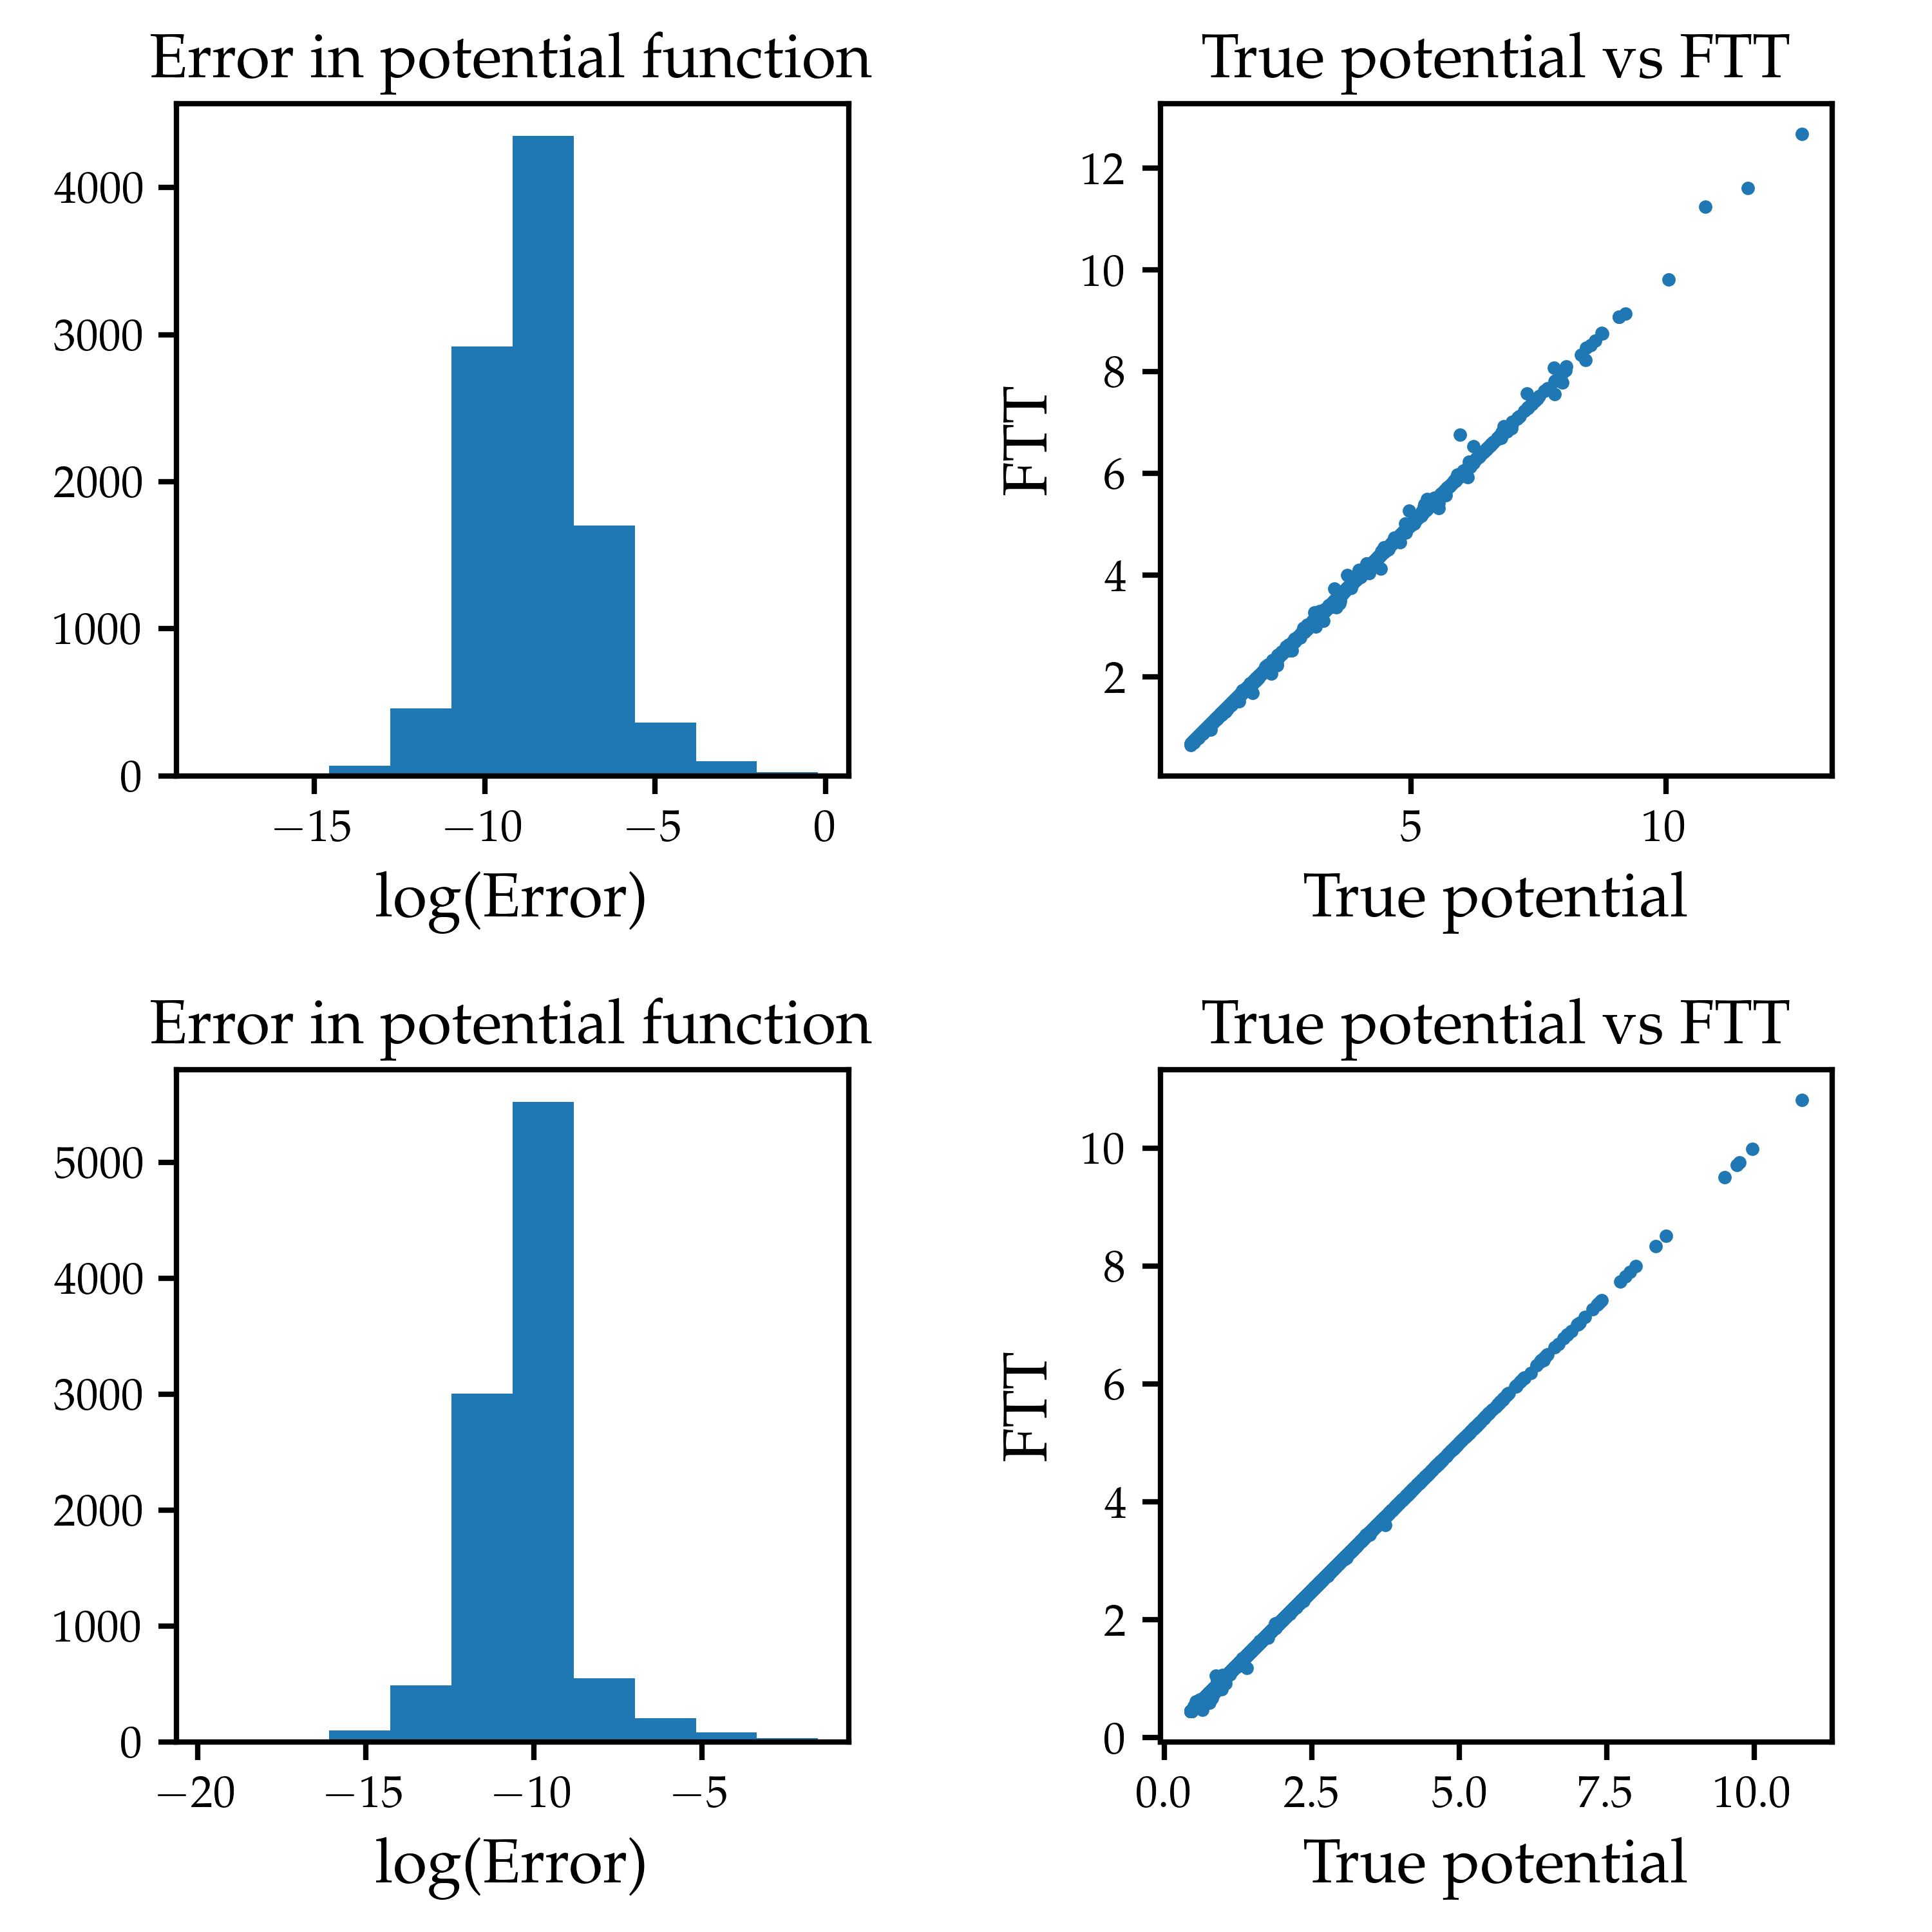 Error in potential function
4000
3000
2000
1000
0
−15 −10 −5 0
log(Error)
True potential vs FTT
FTT
12
10
8
6
4
2
5 10
True potential
Error in potential function
5000
4000
3000
2000
1000
0
−20 −15 −10 −5
log(Error)
True potential vs FTT
FTT
10
8
6
4
2
0
0.0 2.5 5.0 7.5 10.0
True potential